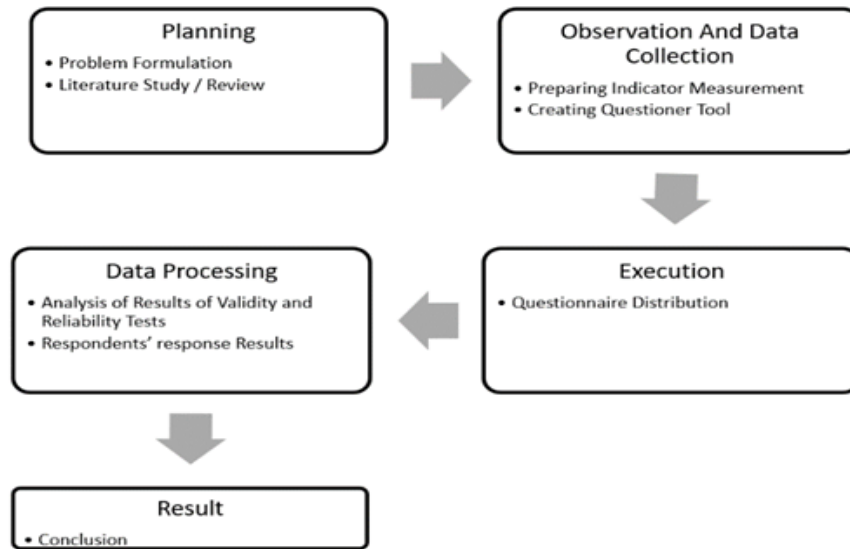 Planning
• Problem Formulation
• Literature Study / Review
Observation And Data
Collection
• Preparing Indicator Measurement
• Creating Questioner Tool
Execution
• Questionnaire Distribution
Data Processing
• Analysis of Results of Validity and
Reliability Tests
• Respondents' response Results
Result
• Conclusion